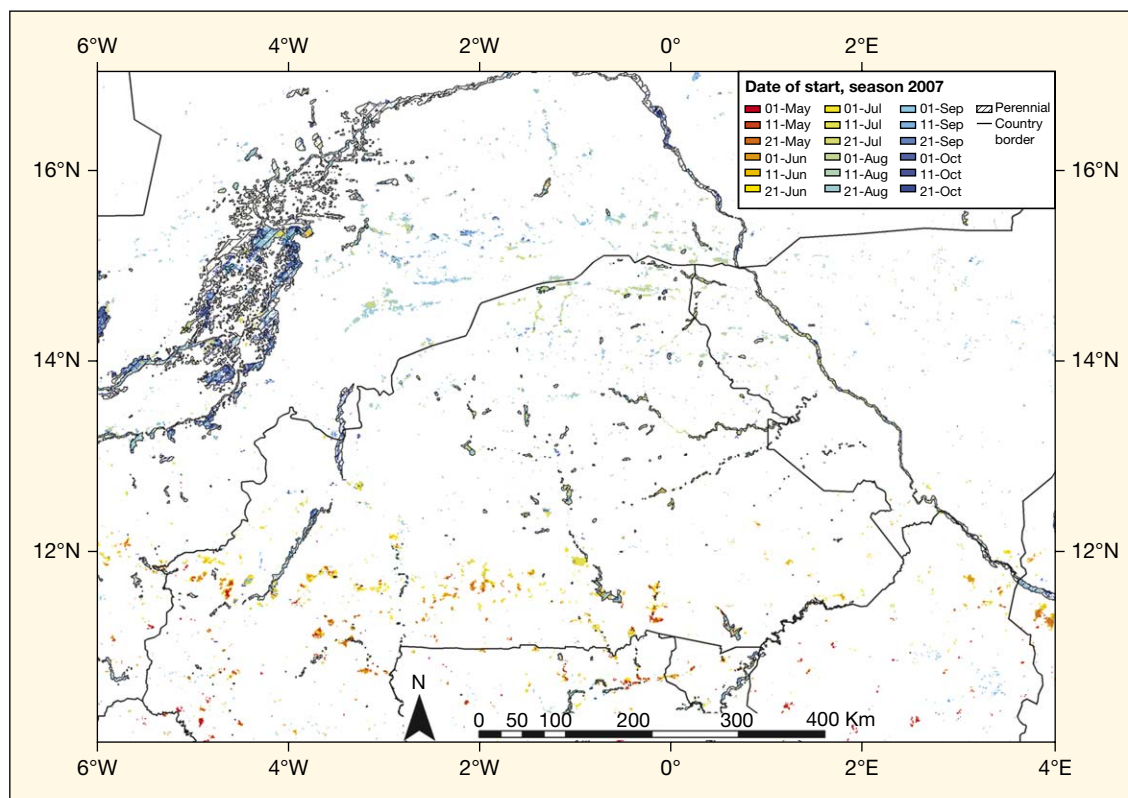 6°W 4°W 2°W 0° 2°E
Date of start, season 2007
01-May 01-Jul 01-Sep Perennial
11-May 11-Jul 11-Sep Country
21-May 21-Jul 21-Sep border
01-Jun 01-Aug 01-Oct
11-Jun 11-Aug 11-Oct
21-Jun 21-Aug 21-Oct
16°N 16°N
14°N 14°N
12°N 12°N
N
0 50 100 200 300 400 Km
6°W 4°W 2°W 0° 2°E 4°E